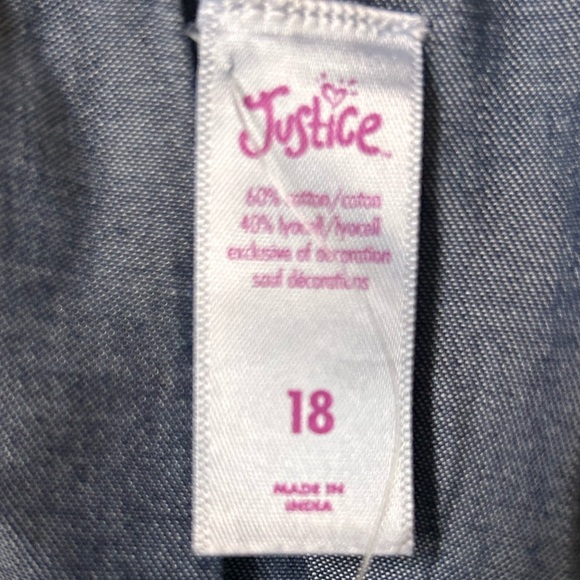 Justice
60% cotton/coton
40% lyocell/lyocell
exclusive of decoration
sauf décorations
18
MADE IN
INDIA